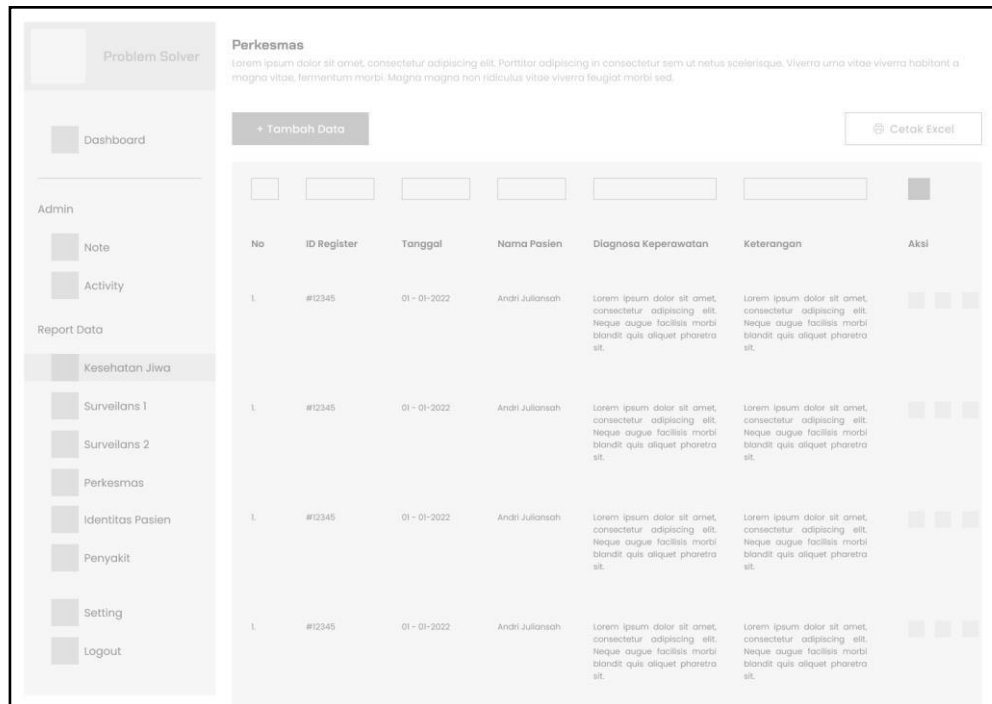 Problem Solver
Dashboard
Admin
Note
Activity
Report Data
Kesehatan Jiwa
Surveilans 1
Surveilans 2
Perkesmas
Identitas Pasien
Penyakit
Setting
Logout
Perkesmas
Lorem ipsum dolor sit amet, consectetur adipiscing elit. Porttitor adipiscing in consectetur sem ut netus scelerisque. Viverra urna vitae viverra habitant a
magna vitae, fermentum morbi. Magna magna non ridiculus vitae viverra feugiat morbi sed.
+ Tambah Data
Cetak Excel
No ID Register Tanggal Nama Pasien Diagnosa Keperawatan Keterangan Aksi
1. #12345 01 - 01-2022 Andri Juliansah Lorem ipsum dolor sit amet, Lorem ipsum dolor sit amet,
consectetur adipiscing elit. consectetur adipiscing elit.
Neque augue facilisis morbi Neque augue facilisis morbi
blandit quis aliquet pharetra blandit quis aliquet pharetra
sit. sit.
1. #12345 01 - 01-2022 Andri Juliansah Lorem ipsum dolor sit amet, Lorem ipsum dolor sit amet,
consectetur adipiscing elit. consectetur adipiscing elit.
Neque augue facilisis morbi Neque augue facilisis morbi
blandit quis aliquet pharetra blandit quis aliquet pharetra
sit. sit.
1. #12345 01 - 01-2022 Andri Juliansah Lorem ipsum dolor sit amet, Lorem ipsum dolor sit amet,
consectetur adipiscing elit. consectetur adipiscing elit.
Neque augue facilisis morbi Neque augue facilisis morbi
blandit quis aliquet pharetra blandit quis aliquet pharetra
sit. sit.
1. #12345 01 - 01-2022 Andri Juliansah Lorem ipsum dolor sit amet, Lorem ipsum dolor sit amet,
consectetur adipiscing elit. consectetur adipiscing elit.
Neque augue facilisis morbi Neque augue facilisis morbi
blandit quis aliquet pharetra blandit quis aliquet pharetra
sit. sit.